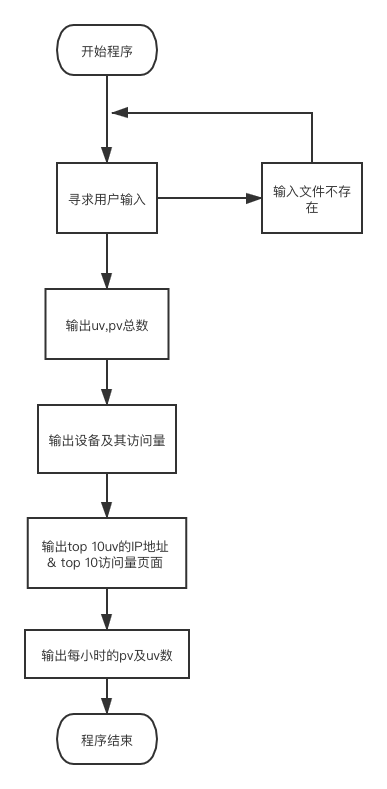 开始程序
寻求用户输入
输入文件不存
在
输出uv,pv总数
输出设备及其访问量
输出top 10uv的IP地址
& top 10访问量页面
输出每小时的pv及uv数
程序结束